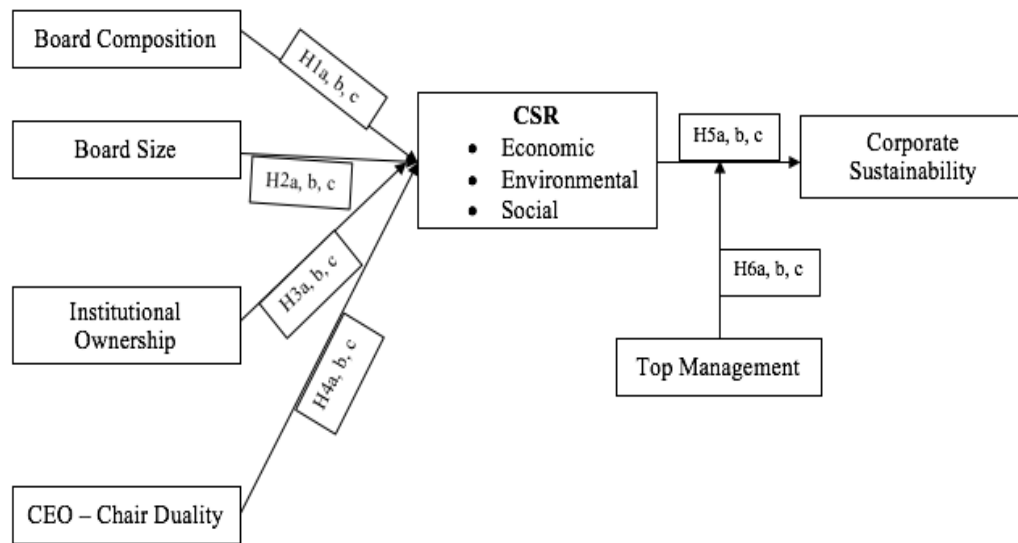 Board Composition
H1a, b, c
Board Size
H2a, b, c
Institutional
Ownership
H3a, b, c
CEO – Chair Duality
H4a, b, c
CSR
• Economic
• Environmental
• Social
H5a, b, c
Corporate
Sustainability
H6a, b, c
Top Management